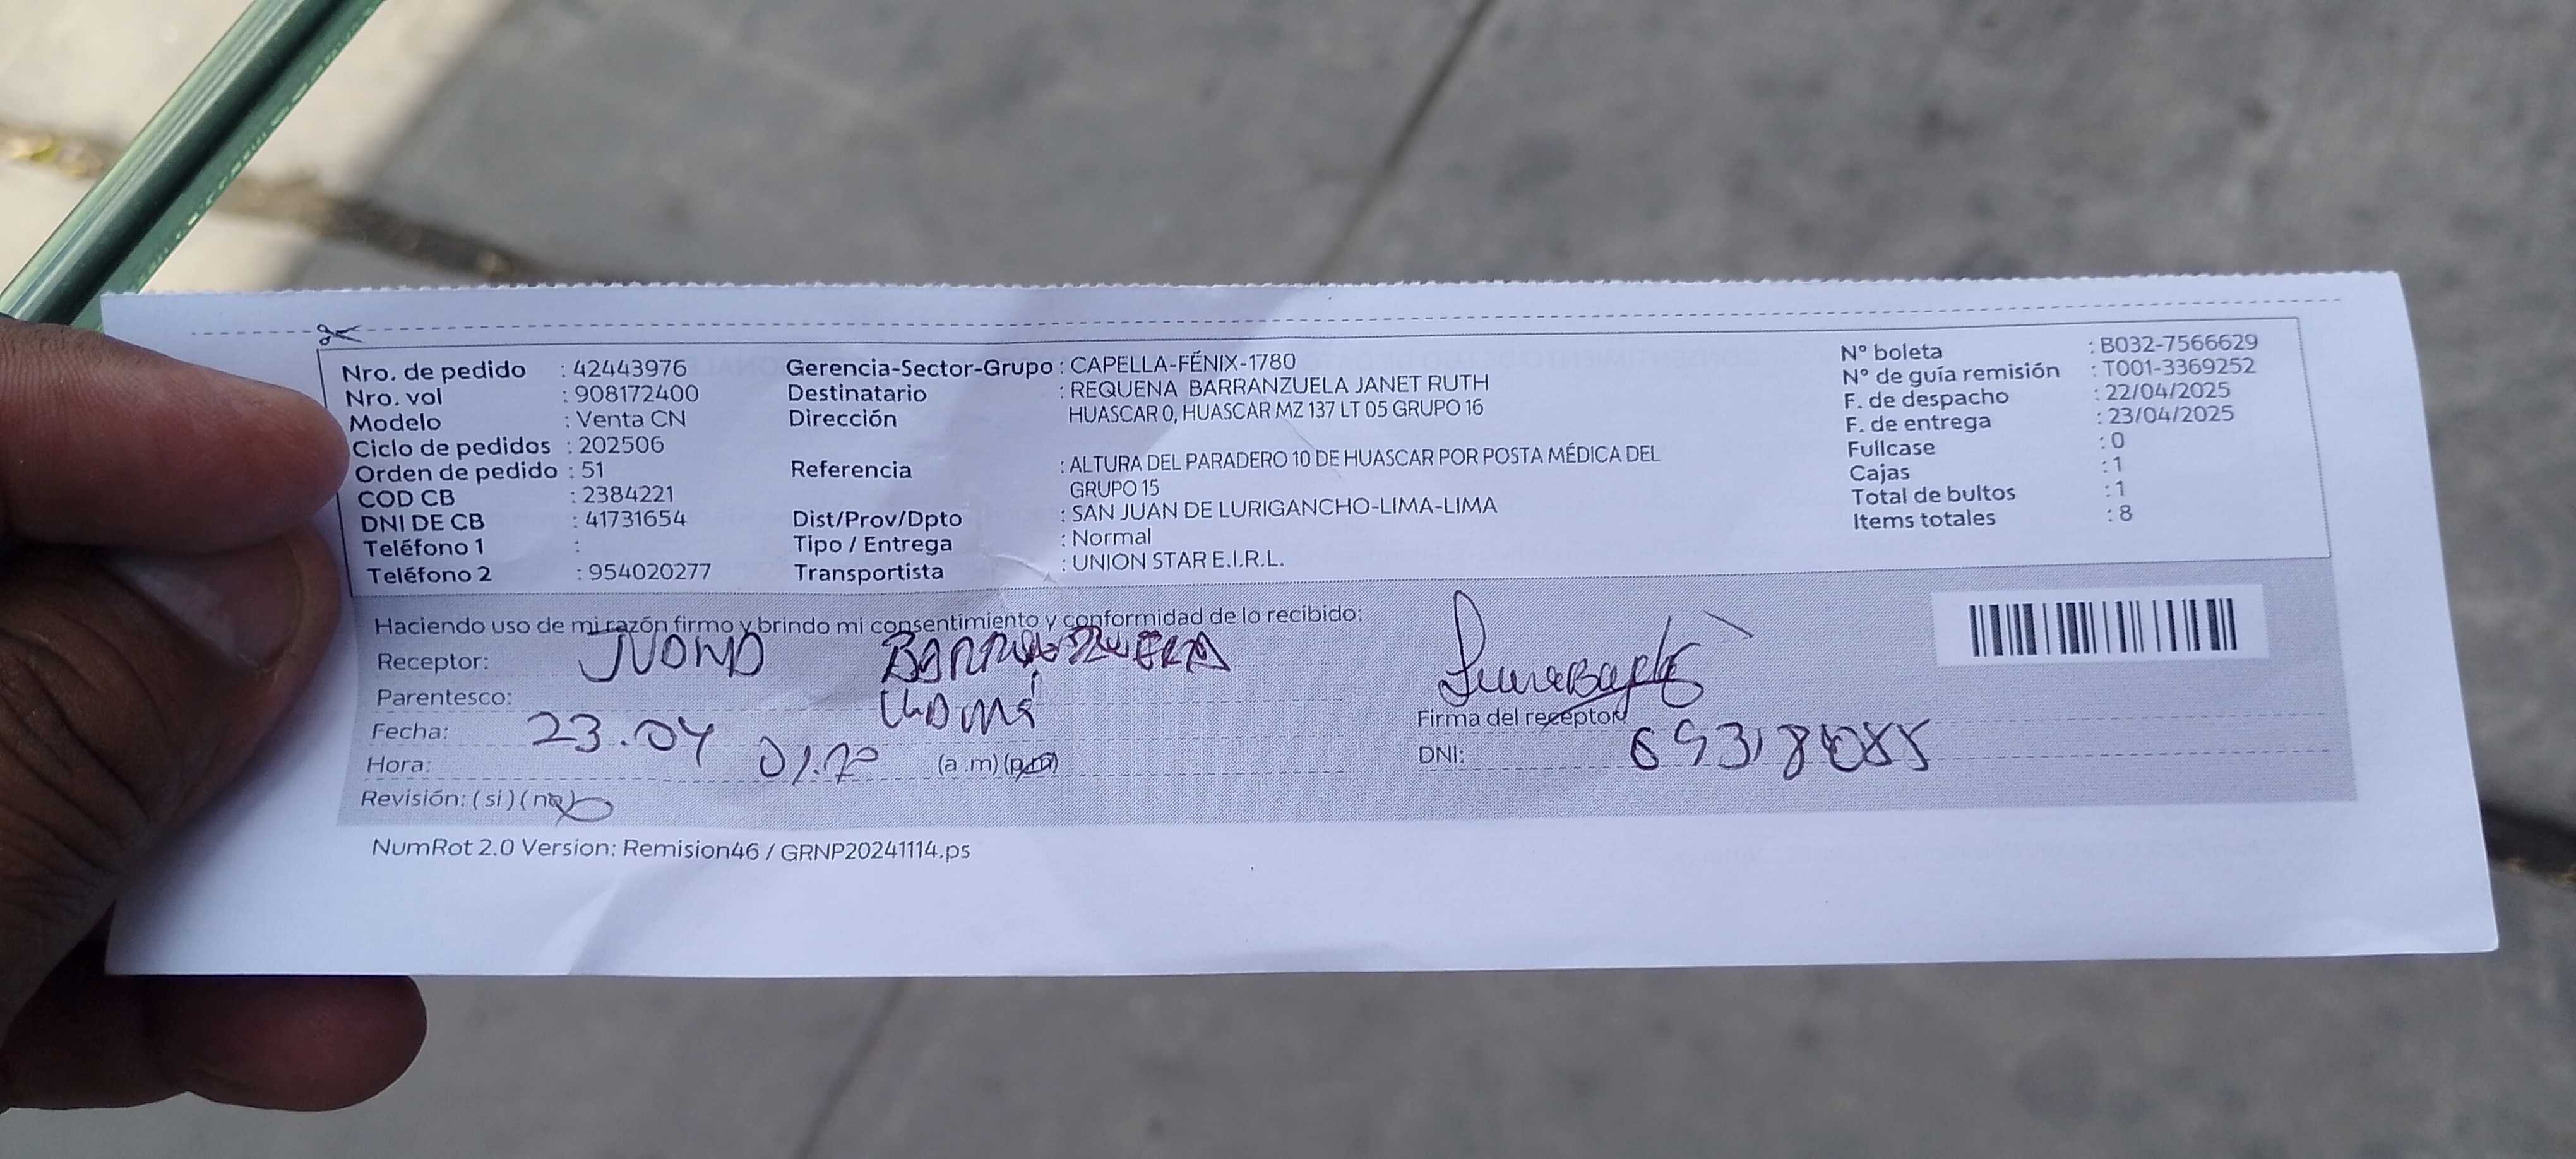 Nro. de pedido : 42443976
Nro. vol : 908172400
Modelo : Venta CN
Ciclo de pedidos : 202506
Orden de pedido : 51
COD CB : 2384221
DNI DE CB : 41731654
Teléfono 1 :
Teléfono 2 : 954020277
Gerencia-Sector-Grupo : CAPELLA-FÉNIX-1780
Destinatario : REQUENA BARRANZUELA JANET RUTH
Dirección HUASCAR 0, HUASCAR MZ 137 LT 05 GRUPO 16
Referencia : ALTURA DEL PARADERO 10 DE HUASCAR POR POSTA MÉDICA DEL
GRUPO 15
Dist/Prov/Dpto : SAN JUAN DE LURIGANCHO-LIMA-LIMA
Tipo / Entrega : Normal
Transportista : UNION STAR E.I.R.L.
N° boleta : B032-7566629
N° de guía remisión : T001-3369252
F. de despacho : 22/04/2025
F. de entrega : 23/04/2025
Fullcase : 0
Cajas : 1
Total de bultos : 1
Items totales : 8
Haciendo uso de mi razón firmo y brindo mi consentimiento y conformidad de lo recibido:
Receptor:
Parentesco:
Fecha: 23.04
Hora: (a.m) (p.m)
Revisión: (si) (no)
Firma del receptor
DNI:
NumRot 2.0 Version: Remision46 / GRNP20241114.ps